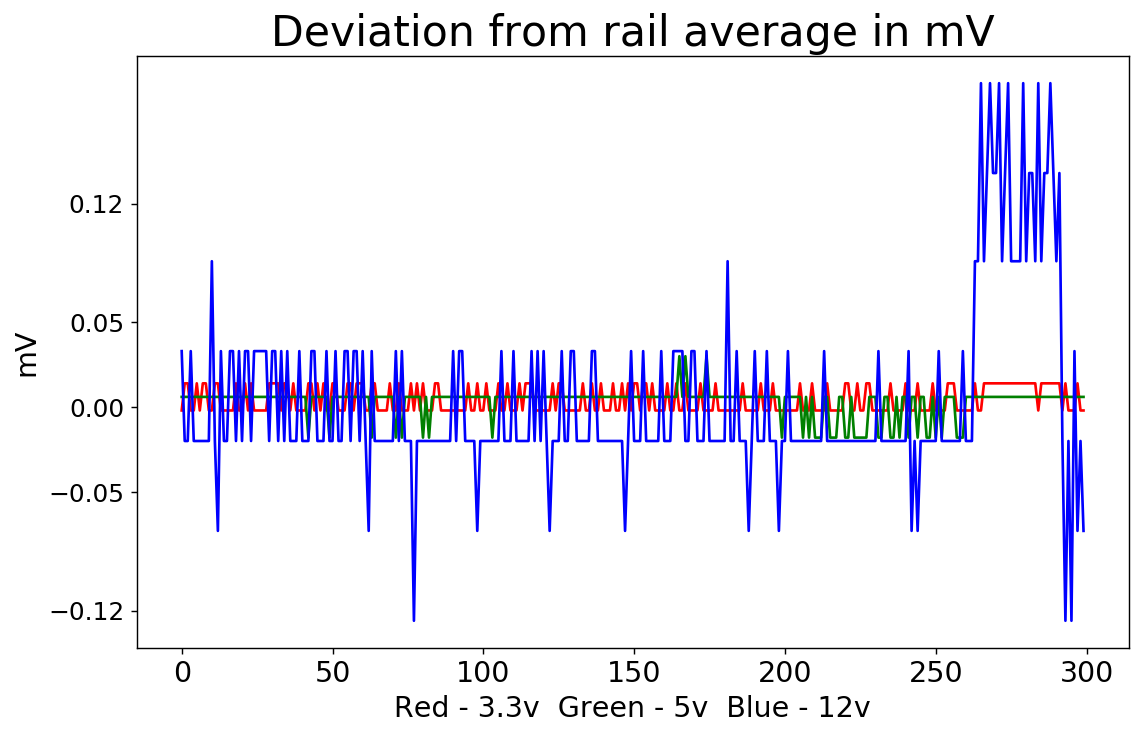 Deviation from rail average in mV
mV
0.12
0.05
0.00
−0.05
−0.12
0 50 100 150 200 250 300
Red - 3.3v  Green - 5v  Blue - 12v